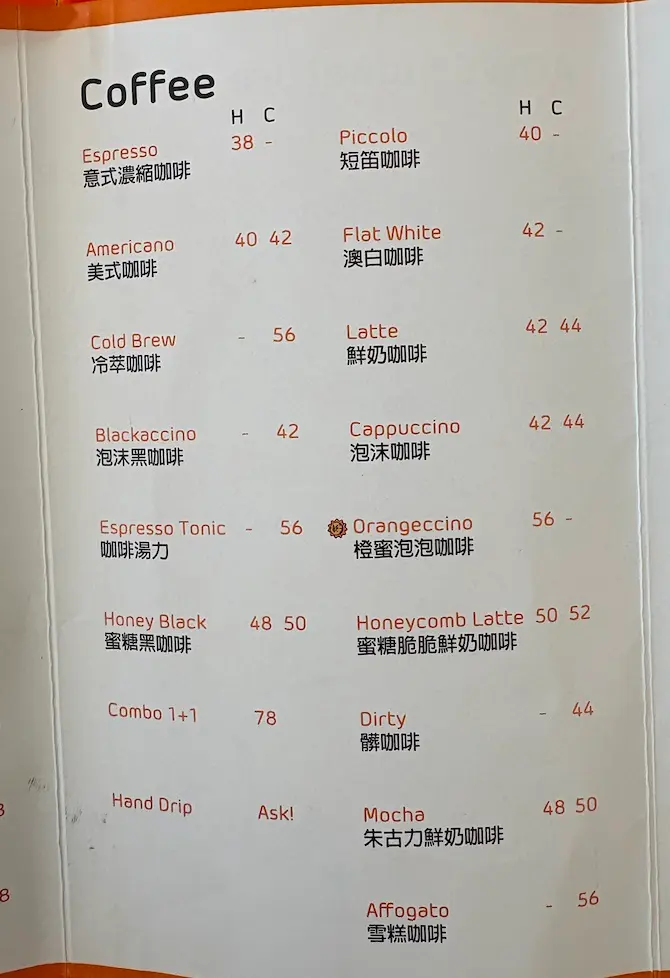 Coffee
H C
Espresso 38 -
意式濃縮咖啡
Americano 40 42
美式咖啡
Cold Brew - 56
冷萃咖啡
Blackaccino - 42
泡沫黑咖啡
Espresso Tonic - 56
咖啡湯力
Honey Black 48 50
蜜糖黑咖啡
Combo 1+1 78
Hand Drip Ask!
H C
Piccolo 40 -
短笛咖啡
Flat White 42 -
澳白咖啡
Latte 42 44
鮮奶咖啡
Cappuccino 42 44
泡沫咖啡
Orangeccino 56 -
橙蜜泡泡咖啡
Honeycomb Latte 50 52
蜜糖脆脆鮮奶咖啡
Dirty - 44
髒咖啡
Mocha 48 50
朱古力鮮奶咖啡
Affogato - 56
雪糕咖啡
8